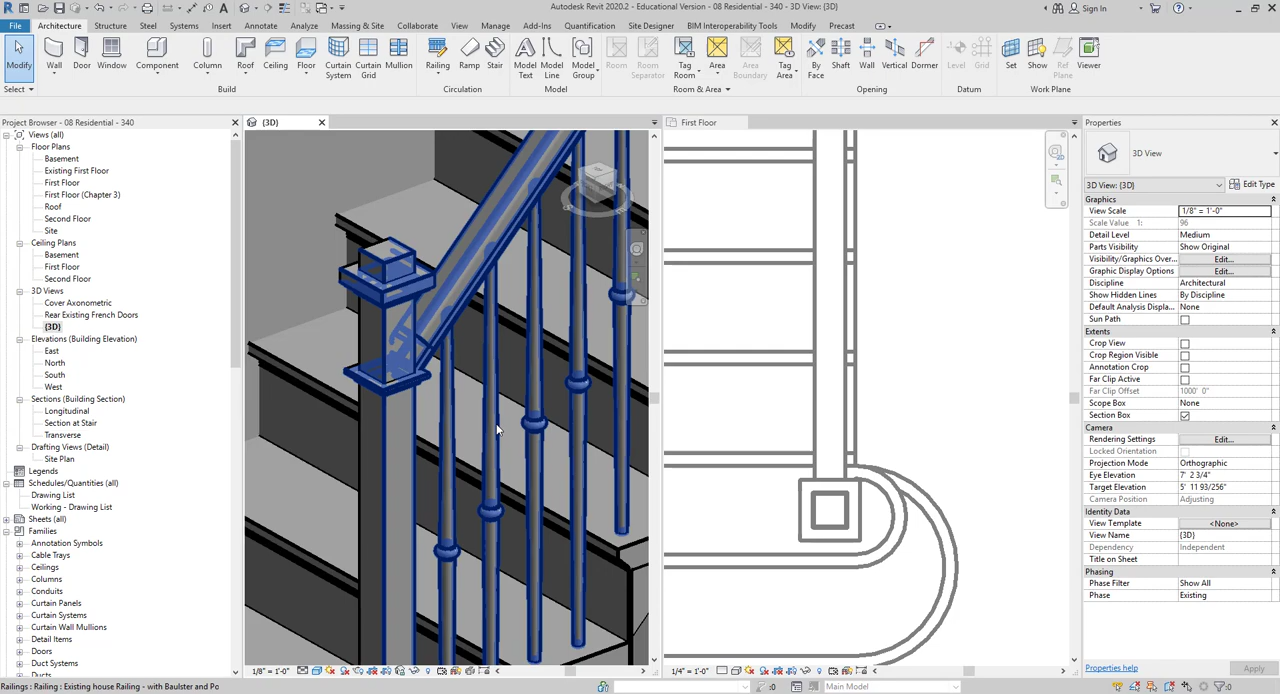 Autodesk Revit 2020.2 - Educational Version - 08 Residential - 340 - 3D View: {3D}
Sign In
File Architecture Structure Steel Systems Insert Annotate Analyze Massing & Site Collaborate View Manage Add-Ins Quantification Site Designer BIM Interoperability Tools Modify Precast
Modify Wall Door Window Component Column Roof Ceiling Floor Curtain System Curtain Grid Mullion Railing Ramp Stair Model Text Model Line Model Group Room Room Separator Tag Room Area Area Boundary Tag Area By Face Shaft Wall Vertical Dormer Level Grid Set Show Ref Plane Viewer
Select Build Circulation Model Room & Area Opening Datum Work Plane
Project Browser - 08 Residential - 340
Views (all)
Floor Plans
Basement
Existing First Floor
First Floor
First Floor (Chapter 3)
Roof
Second Floor
Site
Ceiling Plans
Basement
First Floor
Second Floor
3D Views
Cover Axonometric
Rear Existing French Doors
{3D}
Elevations (Building Elevation)
East
North
South
West
Sections (Building Section)
Longitudinal
Section at Stair
Transverse
Drafting Views (Detail)
Site Plan
Legends
Schedules/Quantities (all)
Drawing List
Working - Drawing List
Sheets (all)
Families
Annotation Symbols
Cable Trays
Ceilings
Columns
Conduits
Curtain Panels
Curtain Systems
Curtain Wall Mullions
Detail Items
Doors
Duct Systems
{3D}
First Floor
1/8" = 1'-0"
1/4" = 1'-0"
Properties
3D View
3D View: {3D} Edit Type
Graphics
View Scale 1/8" = 1'-0"
Scale Value 1: 96
Detail Level Medium
Parts Visibility Show Original
Visibility/Graphics Over... Edit...
Graphic Display Options Edit...
Discipline Architectural
Show Hidden Lines By Discipline
Default Analysis Displa... None
Sun Path
Extents
Crop View
Crop Region Visible
Annotation Crop
Far Clip Active
Far Clip Offset 1000' 0"
Scope Box None
Section Box
Camera
Rendering Settings Edit...
Locked Orientation
Projection Mode Orthographic
Eye Elevation 7' 2 3/4"
Target Elevation 5' 11 93/256"
Camera Position Adjusting
Identity Data
View Template <None>
View Name {3D}
Dependency Independent
Title on Sheet
Phasing
Phase Filter Show All
Phase Existing
Properties help Apply
Railings : Railing : Existing house Railing - with Baulster and Po :0 Main Model :0